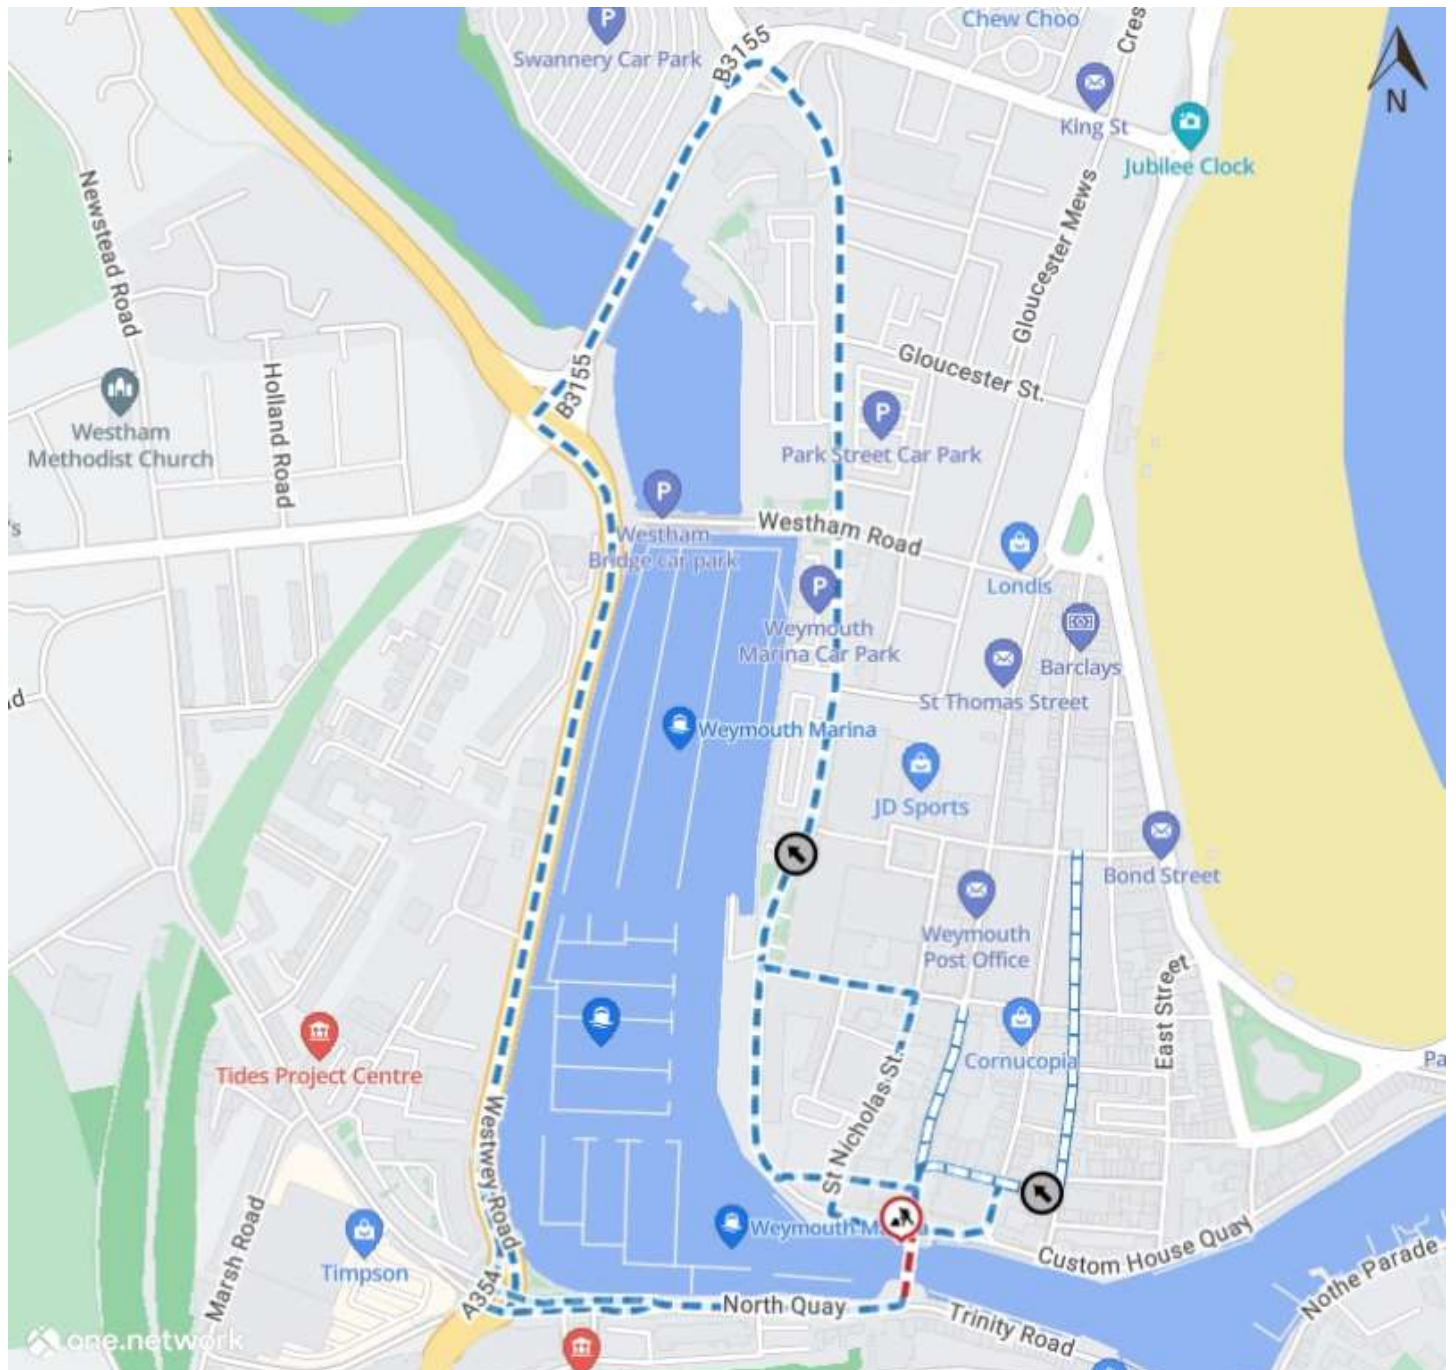 Chew Choo
Swannery Car Park
B3155
Cres
P
N
King St
Jubilee Clock
Newstead Road
Gloucester Mews
B3155
Gloucester St.
Holland Road
Westham
Methodist Church
P
Park Street Car Park
P
's
Westham Road
Westham
Bridge car park
Londis
P
Weymouth
Marina Car Park
Barclays
ad
St Thomas Street
Weymouth Marina
JD Sports
Bond Street
Weymouth
Post Office
East Street
Cornucopia
Pa
Tides Project Centre
St Nicholas St.
Westwey Road
Marsh Road
Weymouth Ma
Custom House Quay
Timpson
A354
North Quay
Trinity Road
Nothe Parade
one.network